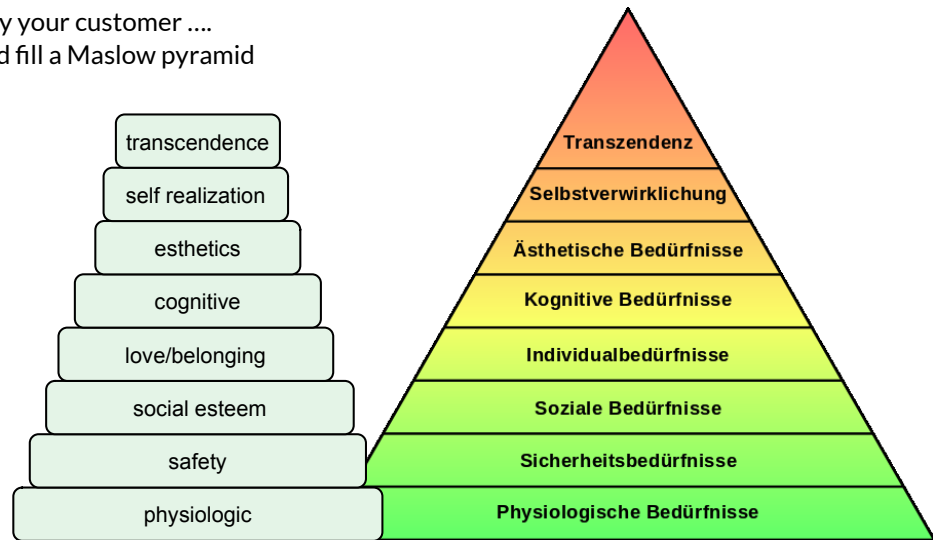 y your customer ....
d fill a Maslow pyramid
transcendence
self realization
esthetics
cognitive
love/belonging
social esteem
safety
physiologic
Transzendenz
Selbstverwirklichung
Ästhetische Bedürfnisse
Kognitive Bedürfnisse
Individualbedürfnisse
Soziale Bedürfnisse
Sicherheitsbedürfnisse
Physiologische Bedürfnisse